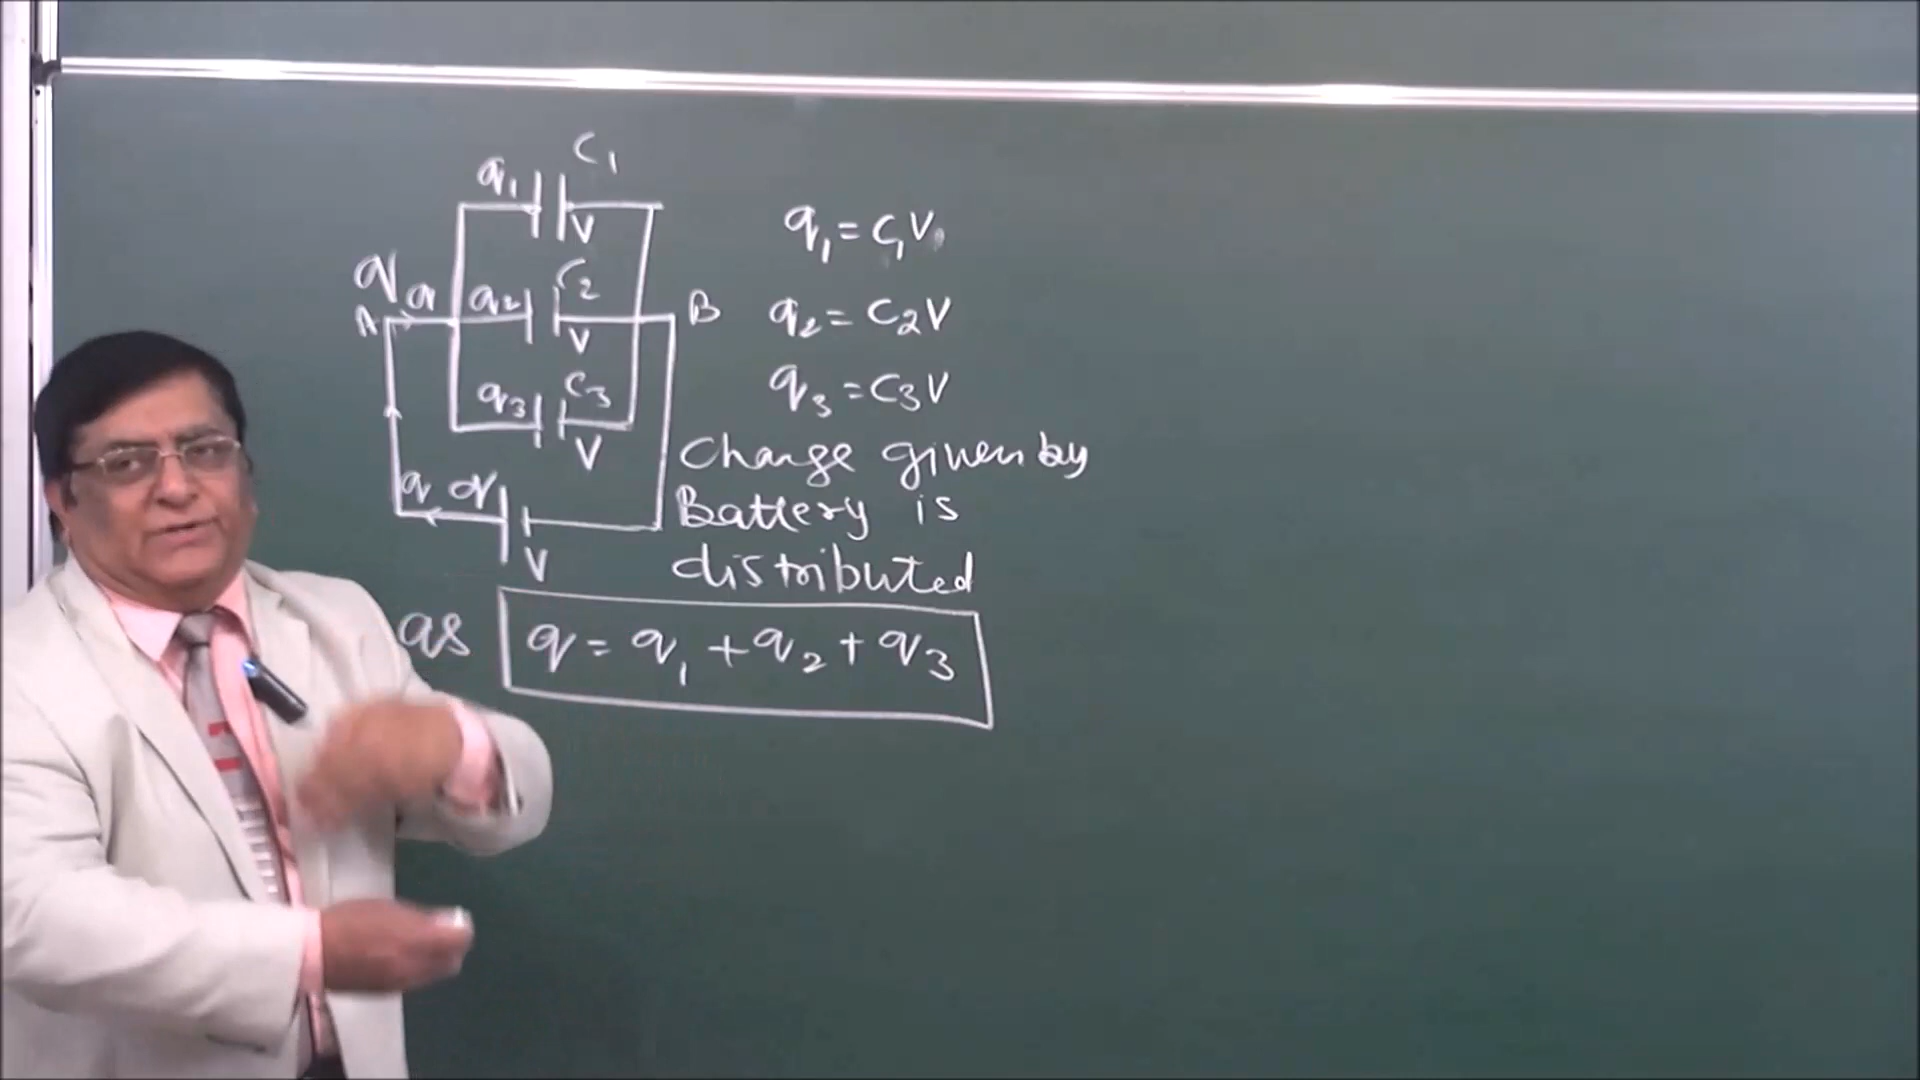 q1 C1
V
q q q2 C2
A B
V
q3 C3
V
q q
V
q1 = C1V1
q2 = C2V
q3 = C3V
Charge given by
Battery is
distributed
as q = q1 + q2 + q3